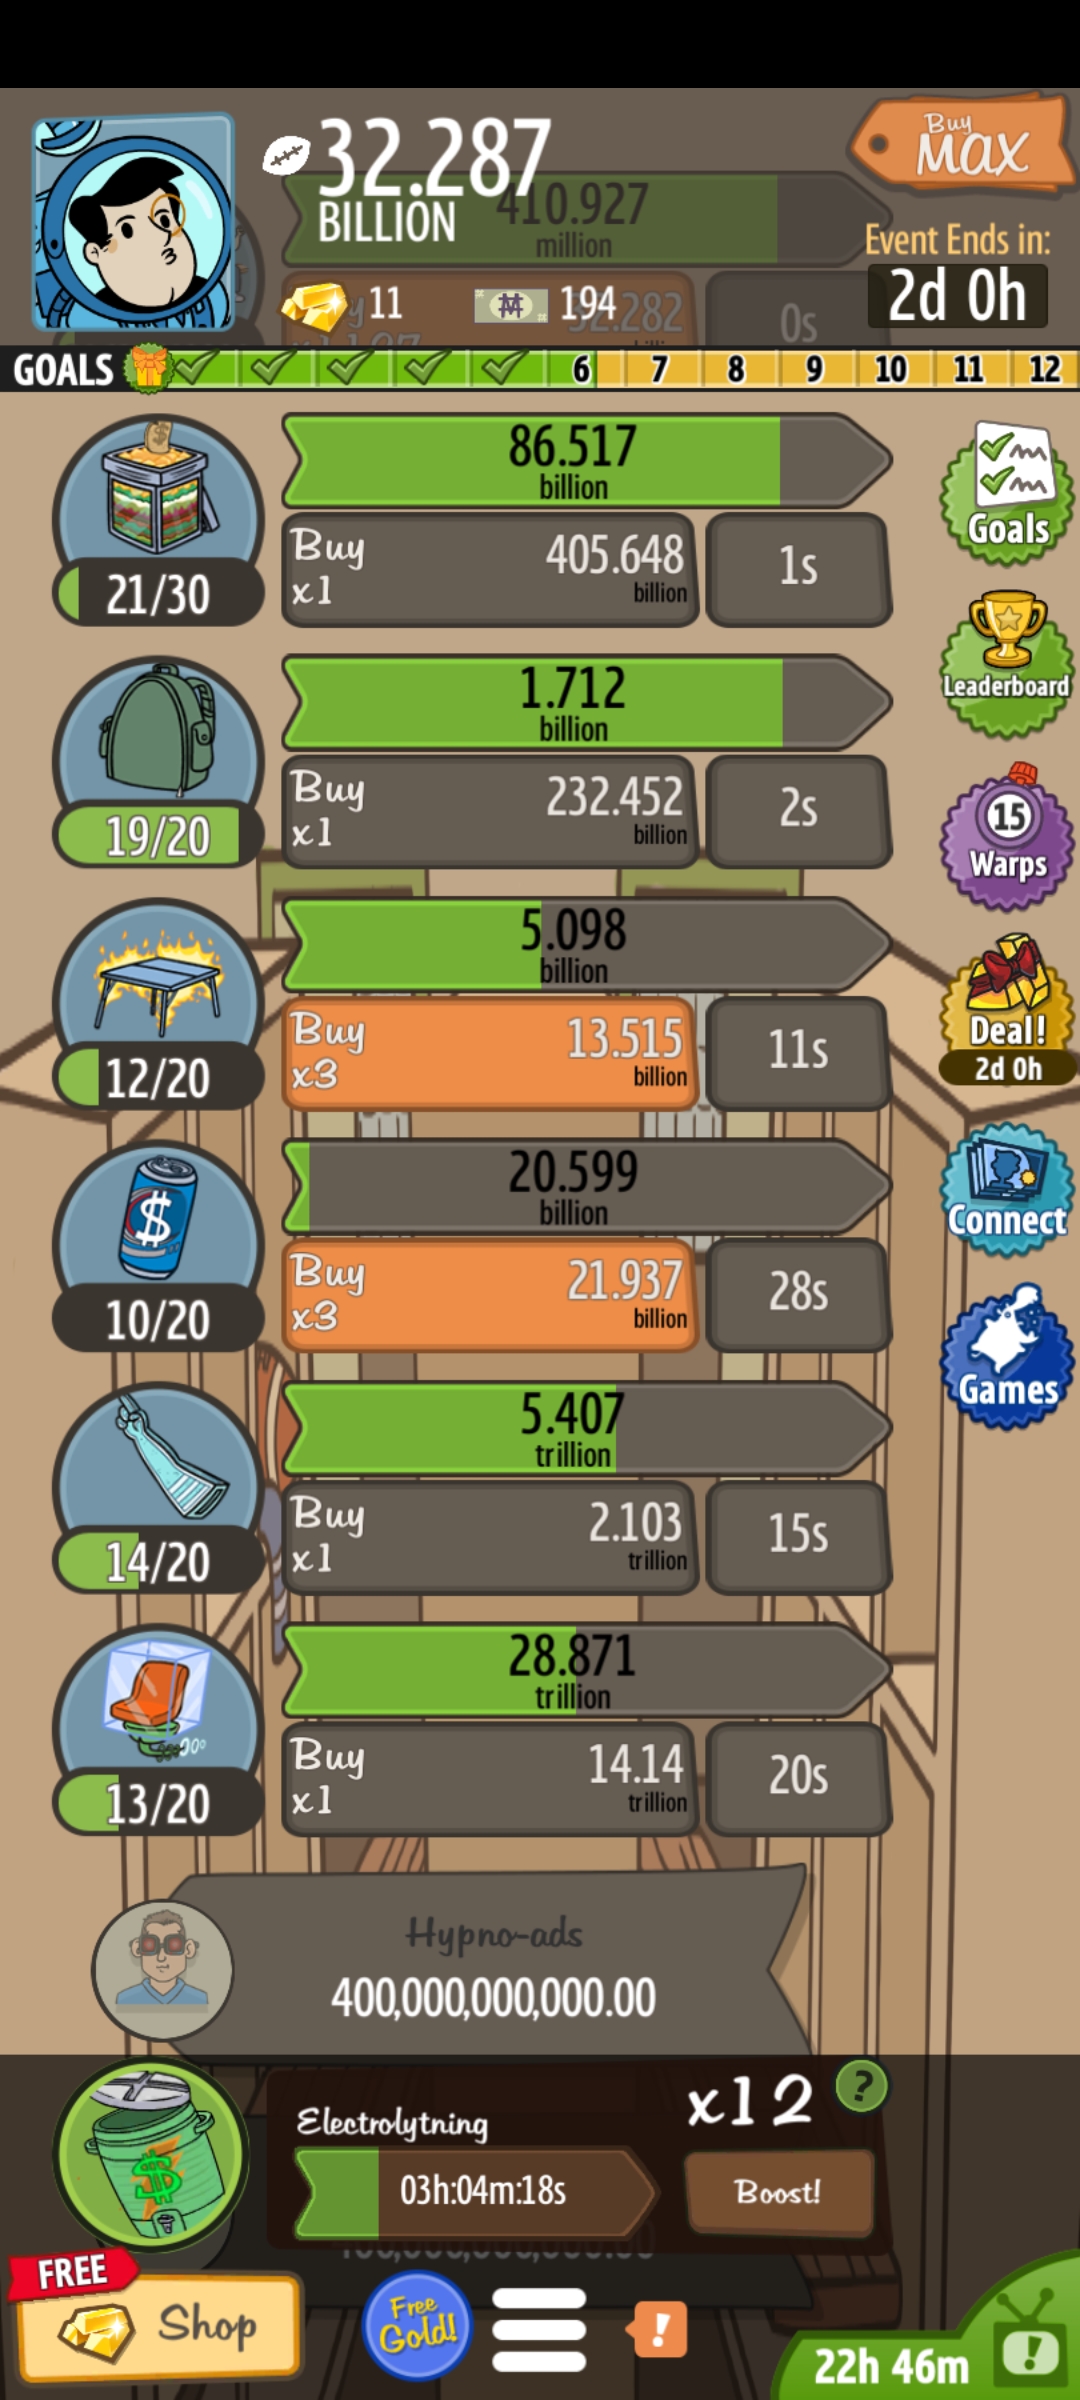 32.287
BILLION
Buy
MAX
410.927
million
Event Ends in:
2d 0h
11
194
0s
GOALS 6 7 8 9 10 11 12
86.517
billion
Buy
x1
405.648
billion
1s
21/30
Goals
1.712
billion
Leaderboard
Buy
x1
232.452
billion
2s
19/20
15
Warps
5.098
billion
Buy
x3
13.515
billion
11s
12/20
Deal!
2d 0h
20.599
billion
Buy
x3
21.937
billion
28s
$
10/20
Connect
Games
5.407
trillion
Buy
x1
2.103
trillion
15s
14/20
28.871
trillion
Buy
x1
14.14
trillion
20s
13/20
Hypno-ads
400,000,000,000.00
x12
?
Electrolytning
$
03h:04m:18s
Boost!
FREE
Shop
Free
Gold!
!
22h 46m
!